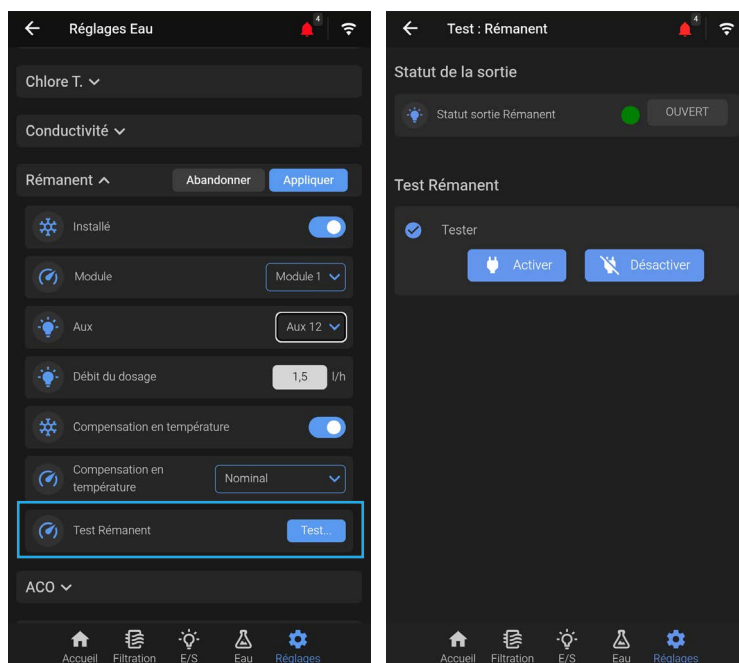 Réglages Eau
4
Chlore T.
Conductivité
Rémanent
Abandonner
Appliquer
Installé
Module
Module 1
Aux
Aux 12
Débit du dosage
1,5
l/h
Compensation en température
Compensation en
température
Nominal
Test Rémanent
Test...
ACO
Accueil
Filtration
E/S
Eau
Réglages
Test : Rémanent
4
Statut de la sortie
Statut sortie Rémanent
OUVERT
Test Rémanent
Tester
Activer
Désactiver
Accueil
Filtration
E/S
Eau
Réglages